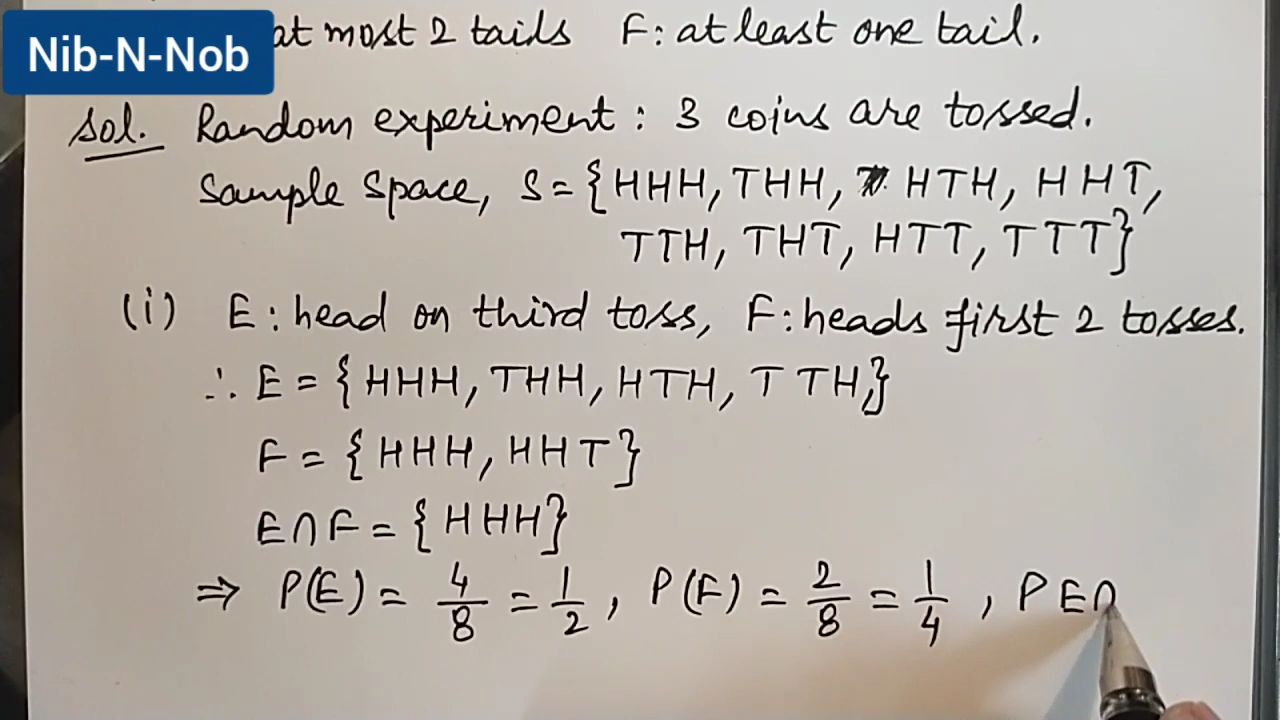 Nib-N-Nob
at most 2 tails F: at least one tail.
Sol. Random experiment: 3 coins are tossed.
Sample space, S = {HHH, THH, HTH, HHT,
TTH, THT, HTT, TTT}
(i) E: head on third toss, F: heads first 2 tosses.
∴ E = {HHH, THH, HTH, TTH,}
F = {HHH, HHT}
E∩F = {HHH}
⇒ P(E) = 4/8 = 1/2, P(F) = 2/8 = 1/4, P E∩